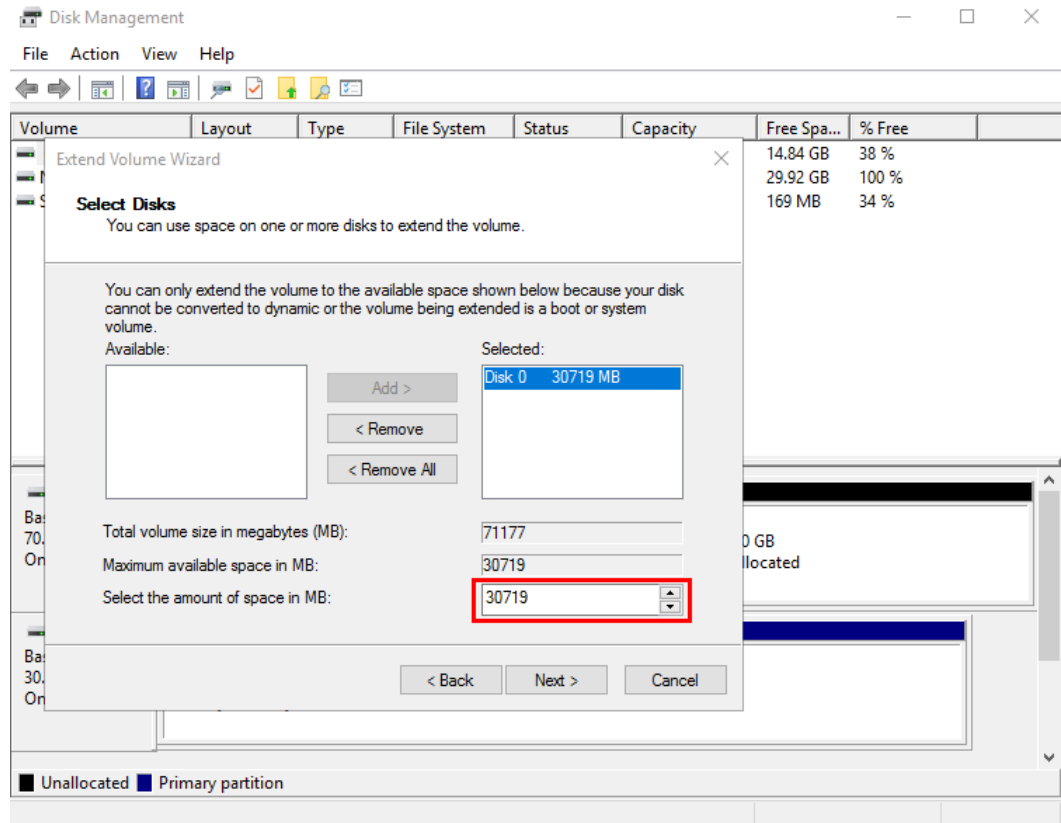 Disk Management
File Action View Help
Volume Layout Type File System Status Capacity Free Spa... % Free
14.84 GB 38 %
29.92 GB 100 %
169 MB 34 %
Extend Volume Wizard
Select Disks
You can use space on one or more disks to extend the volume.
You can only extend the volume to the available space shown below because your disk
cannot be converted to dynamic or the volume being extended is a boot or system
volume.
Available:
Selected:
Disk 0 30719 MB
Add >
< Remove
< Remove All
Total volume size in megabytes (MB): 71177
Maximum available space in MB: 30719
Select the amount of space in MB: 30719
< Back Next > Cancel
Bas
70.
On
0 GB
llocated
Bas
30.
On
Unallocated Primary partition